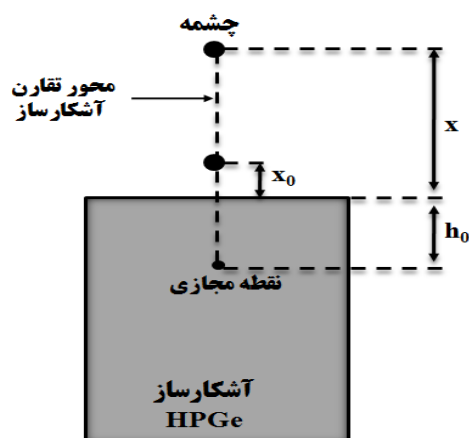 چشمه
محور تقارن
آشکارساز
x
x₀
h₀
نقطه مجازی
آشکارساز
HPGe